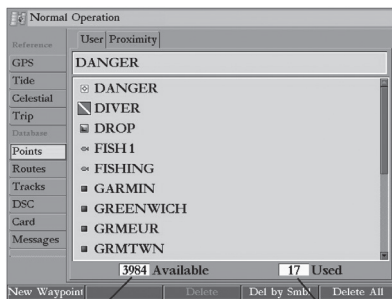 Normal Operation
Reference
User Proximity
GPS
DANGER
Tide
Celestial
Trip
Database
Points
Routes
Tracks
DSC
Card
Messages
DANGER
DIVER
DROP
FISH1
FISHING
GARMIN
GREENWICH
GRMEUR
GRMTWN
3984 Available 17 Used
New Waypoint Delete Del by Smbl Delete All